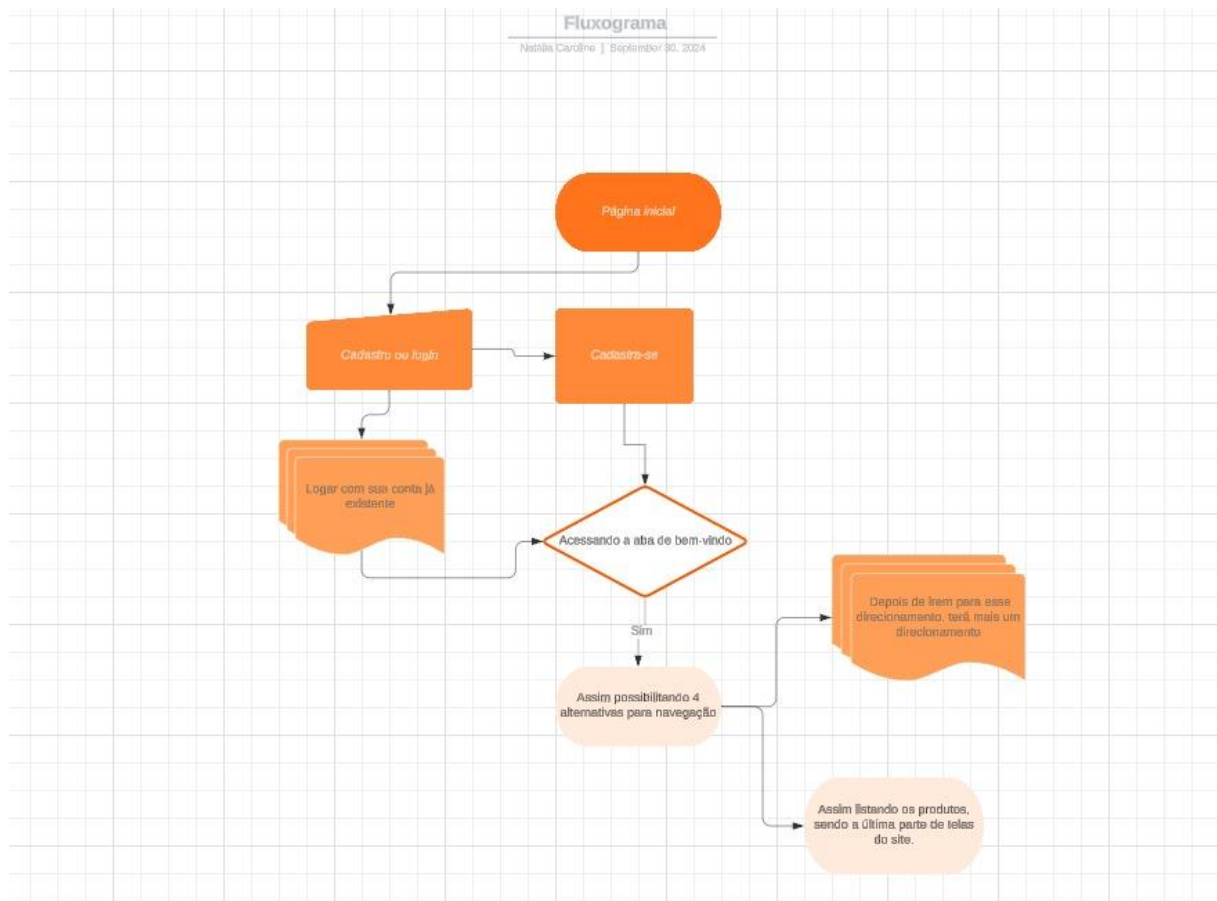 Fluxograma
Natália Caroline | September 30, 2024
Página inicial
Cadastro ou login
Cadastra-se
Logar com sua conta já
existente
Acessando a aba de bem-vindo
Sim
Depois de irem para esse
direcionamento, terá mais um
direcionamento
Assim possibilitando 4
alternativas para navegação
Assim listando os produtos,
sendo a última parte de telas
do site.